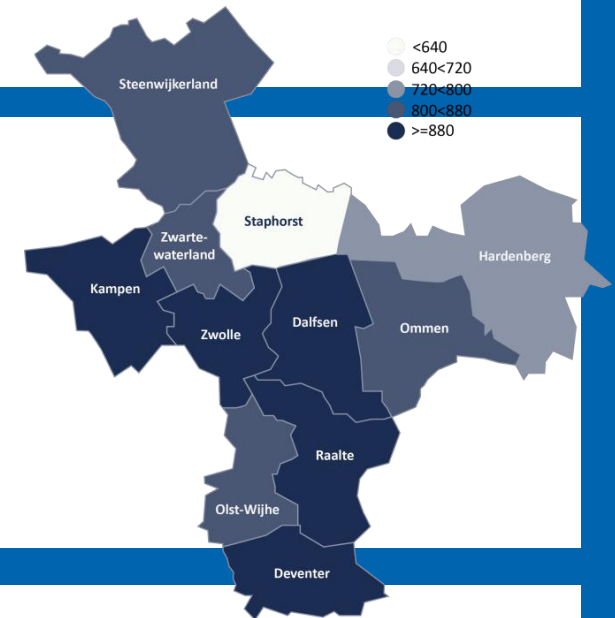 <640
640<720
720<800
800<880
>=880
Steenwijkerland
Staphorst
Zwarte-
waterland
Hardenberg
Kampen
Zwolle
Dalfsen
Ommen
Raalte
Olst-Wijhe
Deventer